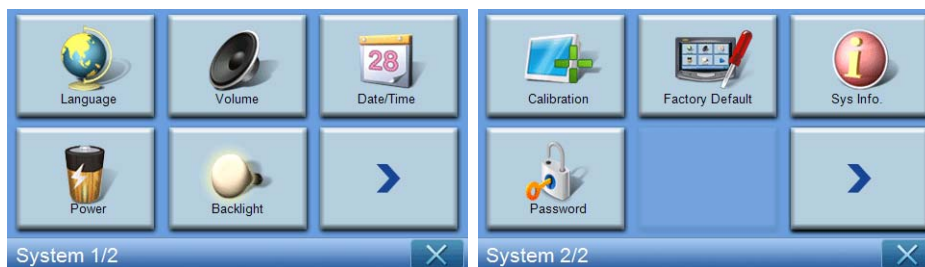 Language
Volume
28
Date/Time
Power
Backlight
System 1/2
Calibration
Factory Default
Sys Info.
Password
System 2/2